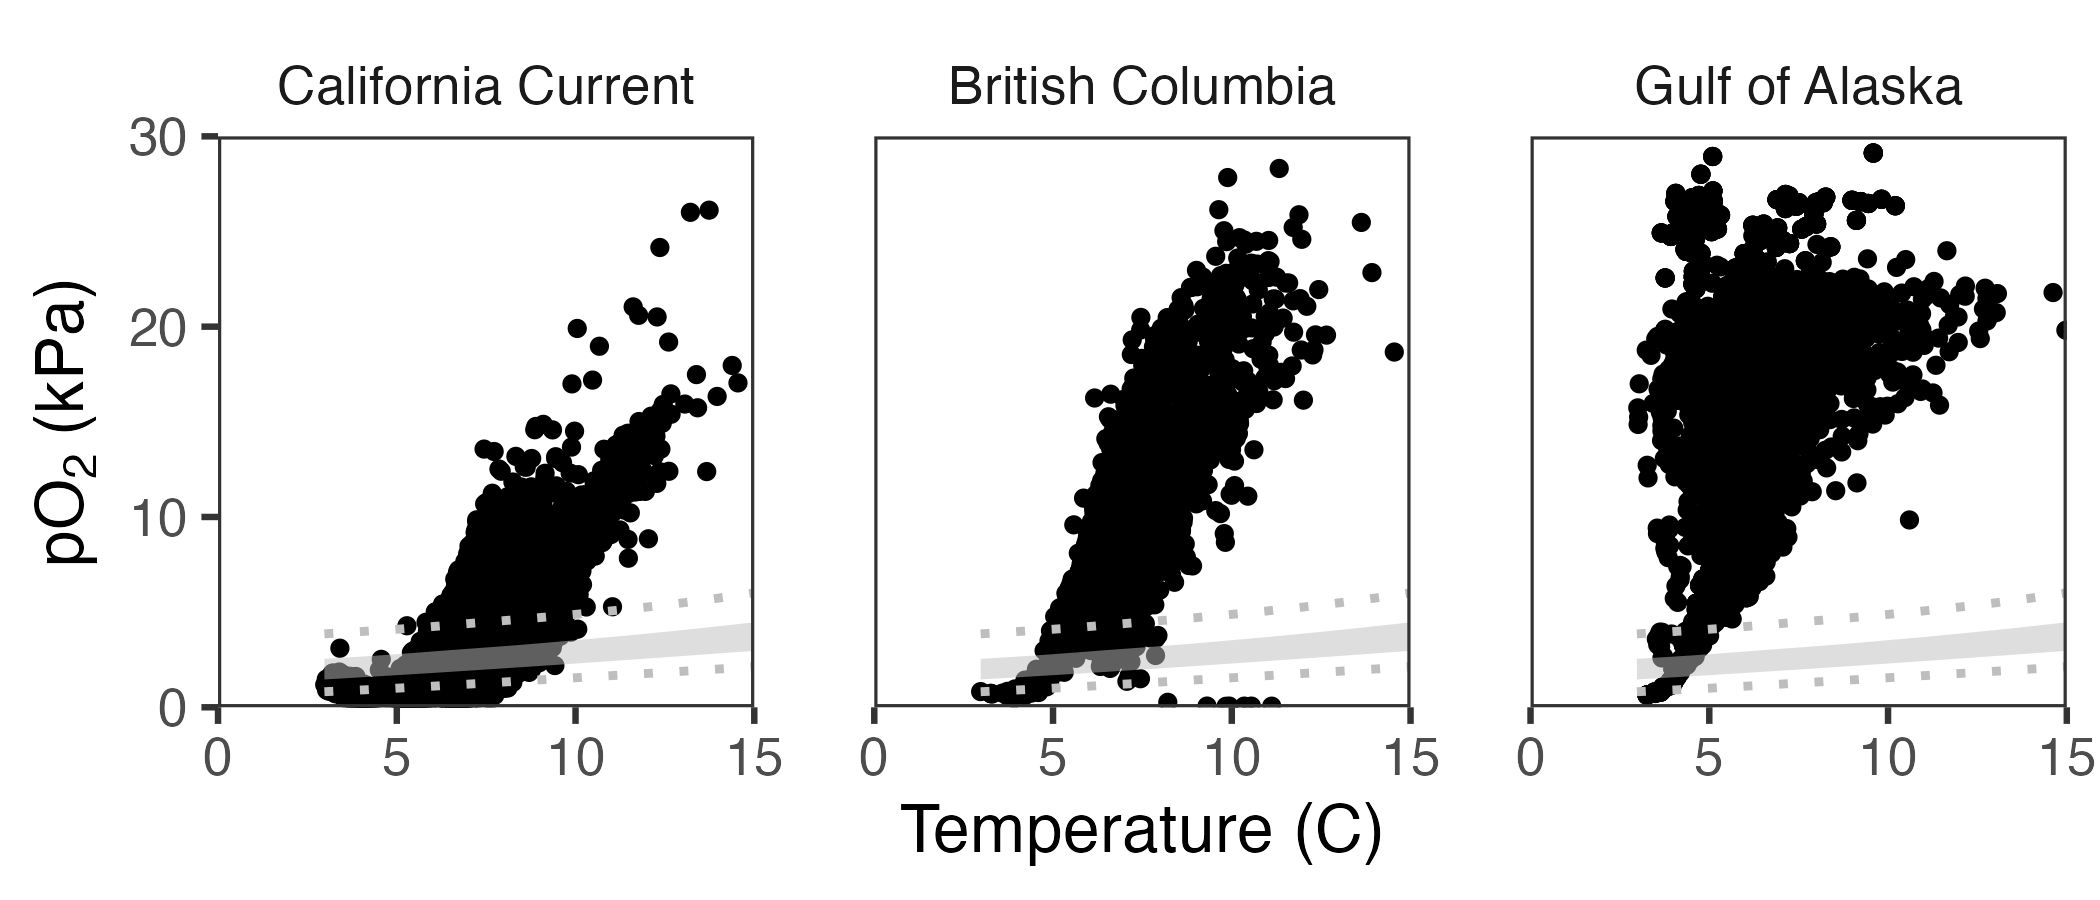 California Current
British Columbia
Gulf of Alaska
pO₂ (kPa)
30
20
10
0
0 5 10 15
0 5 10 15
0 5 10 15
Temperature (C)